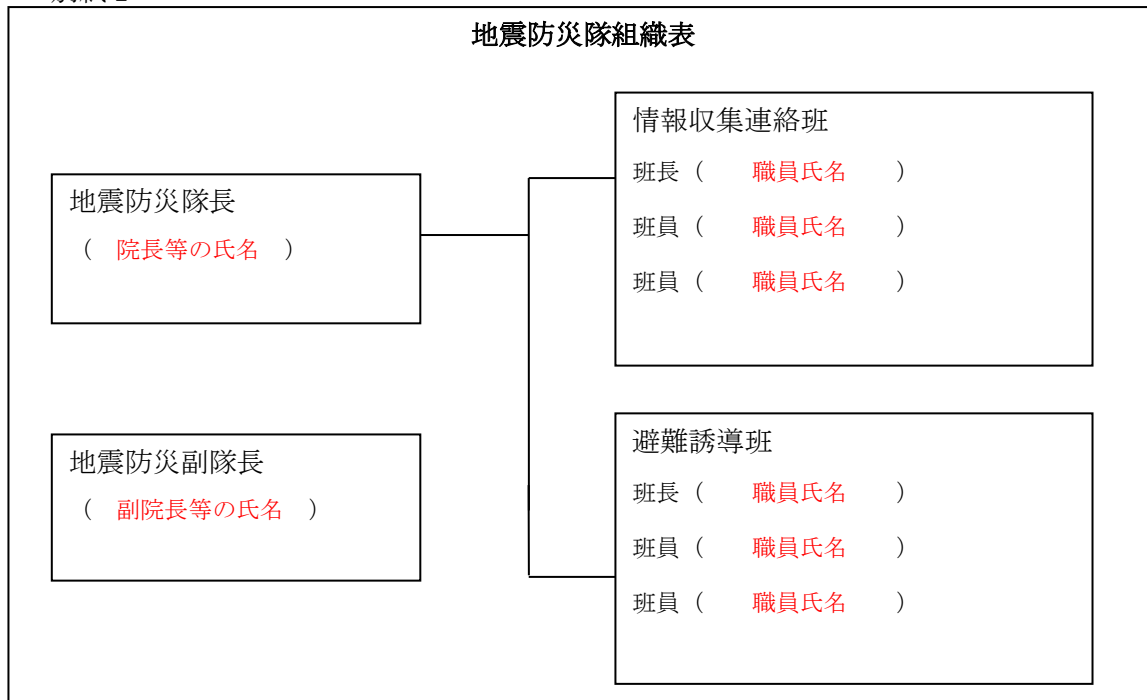 地震防災隊組織表
地震防災隊長
（　院長等の氏名　）
地震防災副隊長
（　副院長等の氏名　）
情報収集連絡班
班長（　　職員氏名　　）
班員（　　職員氏名　　）
班員（　　職員氏名　　）
避難誘導班
班長（　　職員氏名　　）
班員（　　職員氏名　　）
班員（　　職員氏名　　）